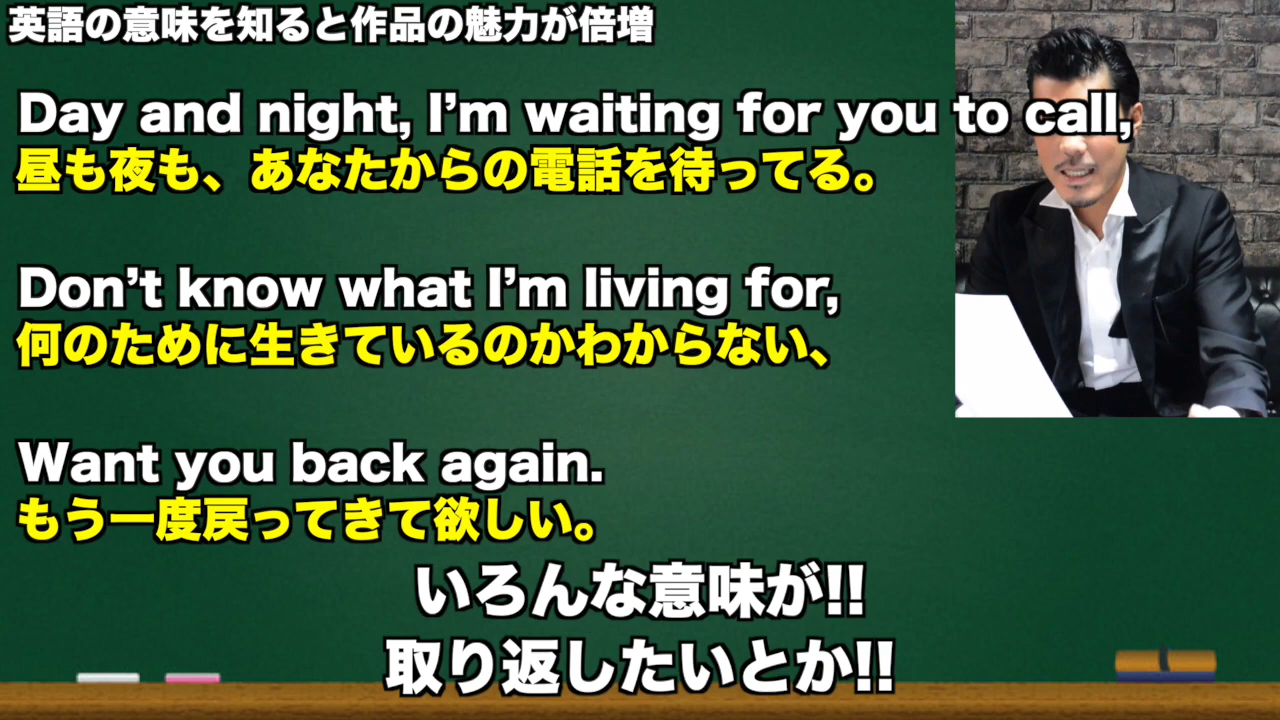 英語の意味を知ると作品の魅力が倍増
Day and night, I’m waiting for you to call,
昼も夜も、あなたからの電話を待ってる。
Don’t know what I’m living for,
何のために生きているのかわからない、
Want you back again.
もう一度戻ってきて欲しい。
いろんな意味が!!
取り返したいとか!!